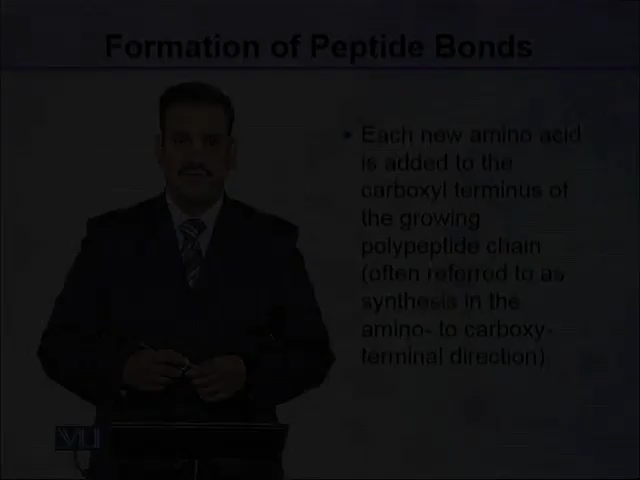 Formation of Peptide Bonds
• Each new amino acid
is added to the
carboxyl terminus of
the growing
polypeptide chain
(often referred to as
synthesis in the
amino- to carboxy-
terminal direction).
VU